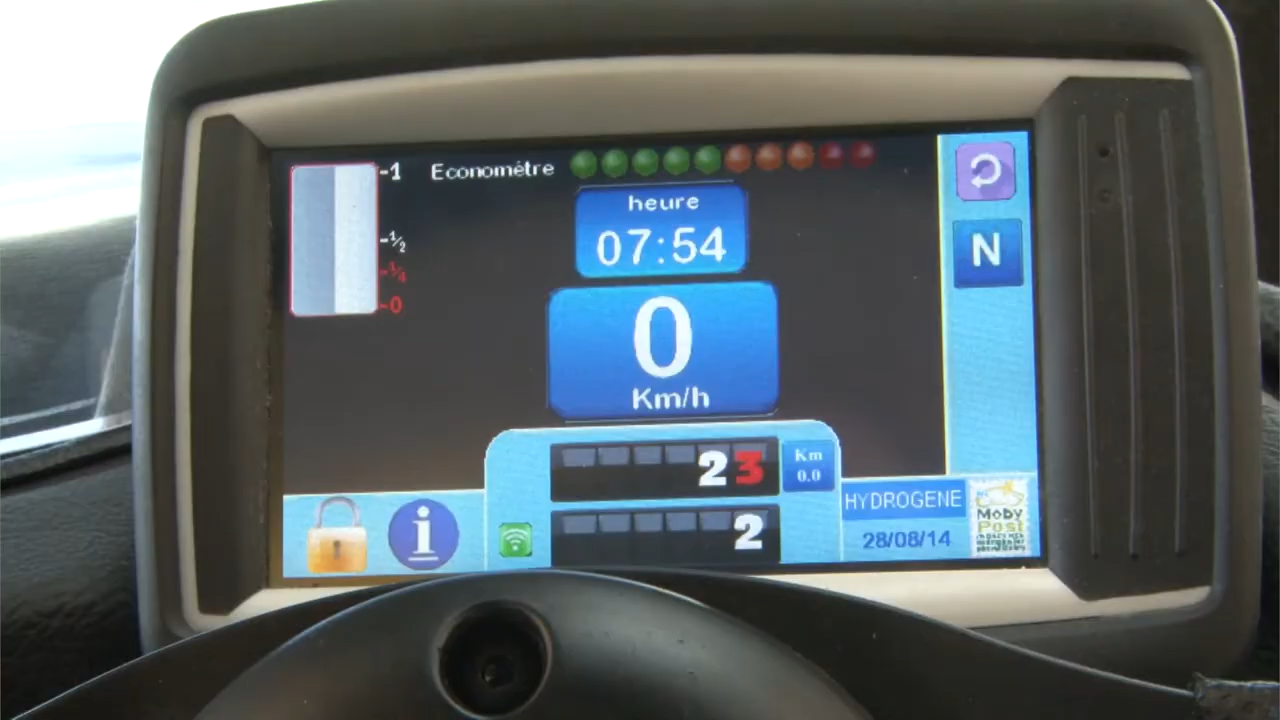 -1
-½
-¼
-0
Economètre
heure
07:54
0
Km/h
N
23
Km
0.0
2
HYDROGENE
28/08/14
Moby
Post